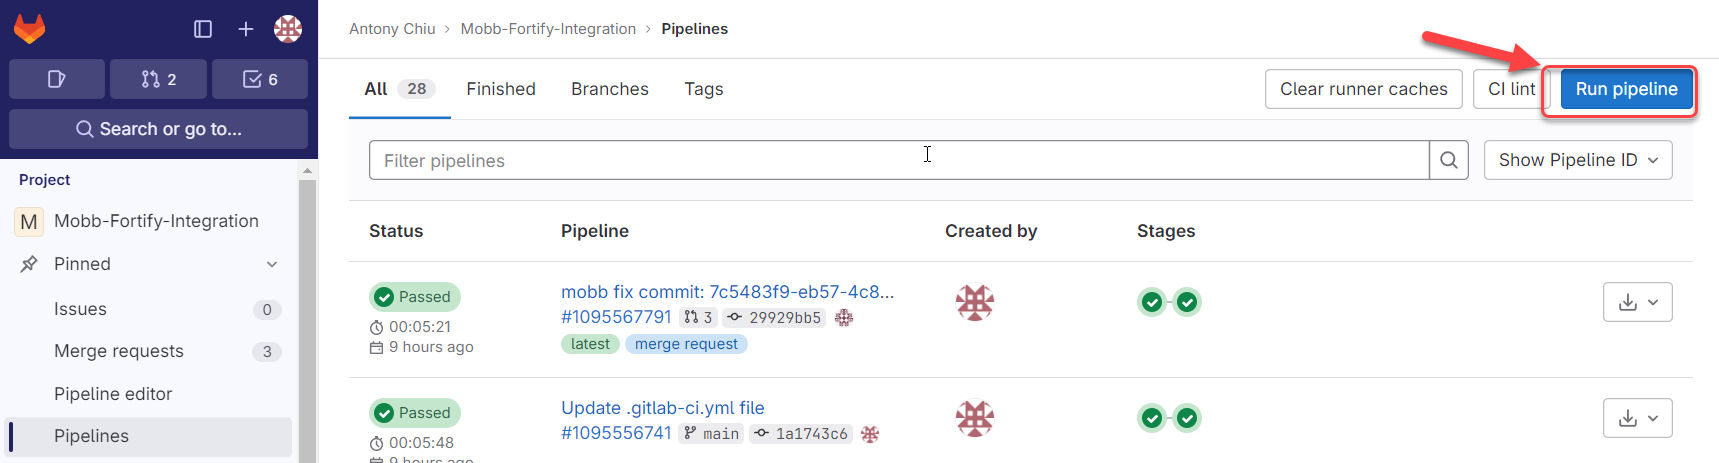 Antony Chiu > Mobb-Fortify-Integration > Pipelines
2
6
Search or go to...
Project
M Mobb-Fortify-Integration
Pinned
Issues 0
Merge requests 3
Pipeline editor
Pipelines
All 28 Finished Branches Tags
Clear runner caches CI lint Run pipeline
Filter pipelines
Show Pipeline ID
Status Pipeline Created by Stages
Passed
00:05:21
9 hours ago
mobb fix commit: 7c5483f9-eb57-4c8...
#1095567791 3 29929bb5
latest merge request
Passed
00:05:48
9 hours ago
Update .gitlab-ci.yml file
#1095556741 main 1a1743c6